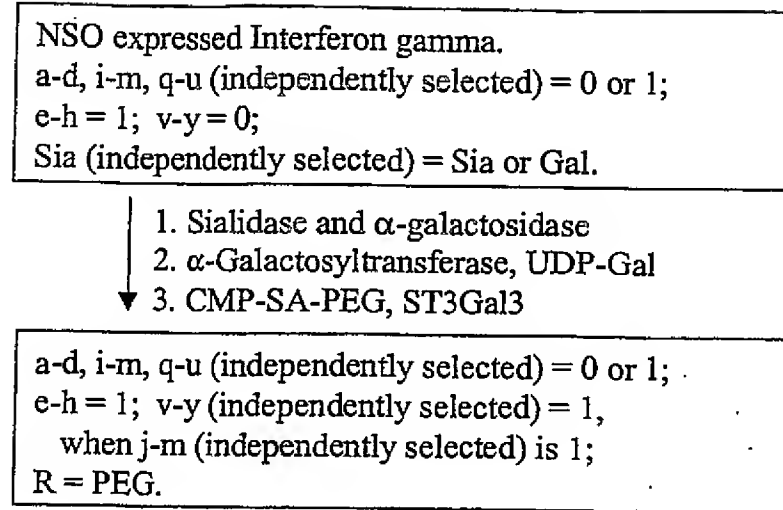 NSO expressed Interferon gamma.
a-d, i-m, q-u (independently selected) = 0 or 1;
e-h = 1; v-y = 0;
Sia (independently selected) = Sia or Gal.
1. Sialidase and α-galactosidase
2. α-Galactosyltransferase, UDP-Gal
3. CMP-SA-PEG, ST3Gal3
a-d, i-m, q-u (independently selected) = 0 or 1;
e-h = 1; v-y (independently selected) = 1,
when j-m (independently selected) is 1;
R = PEG.